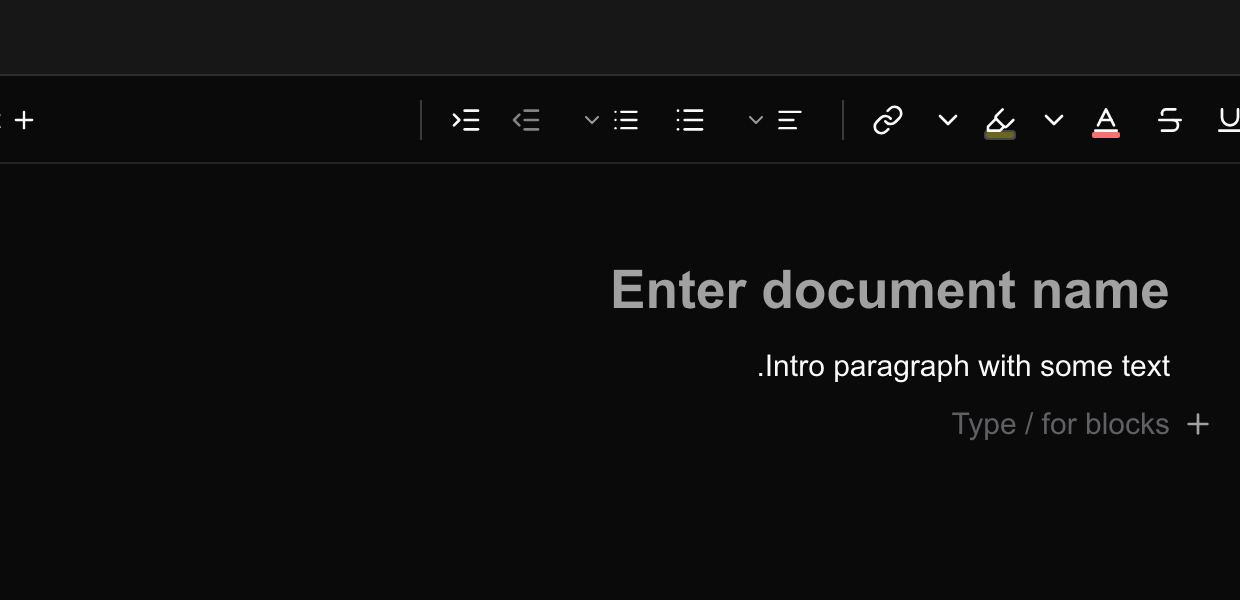 Enter document name
.Intro paragraph with some text
Type / for blocks